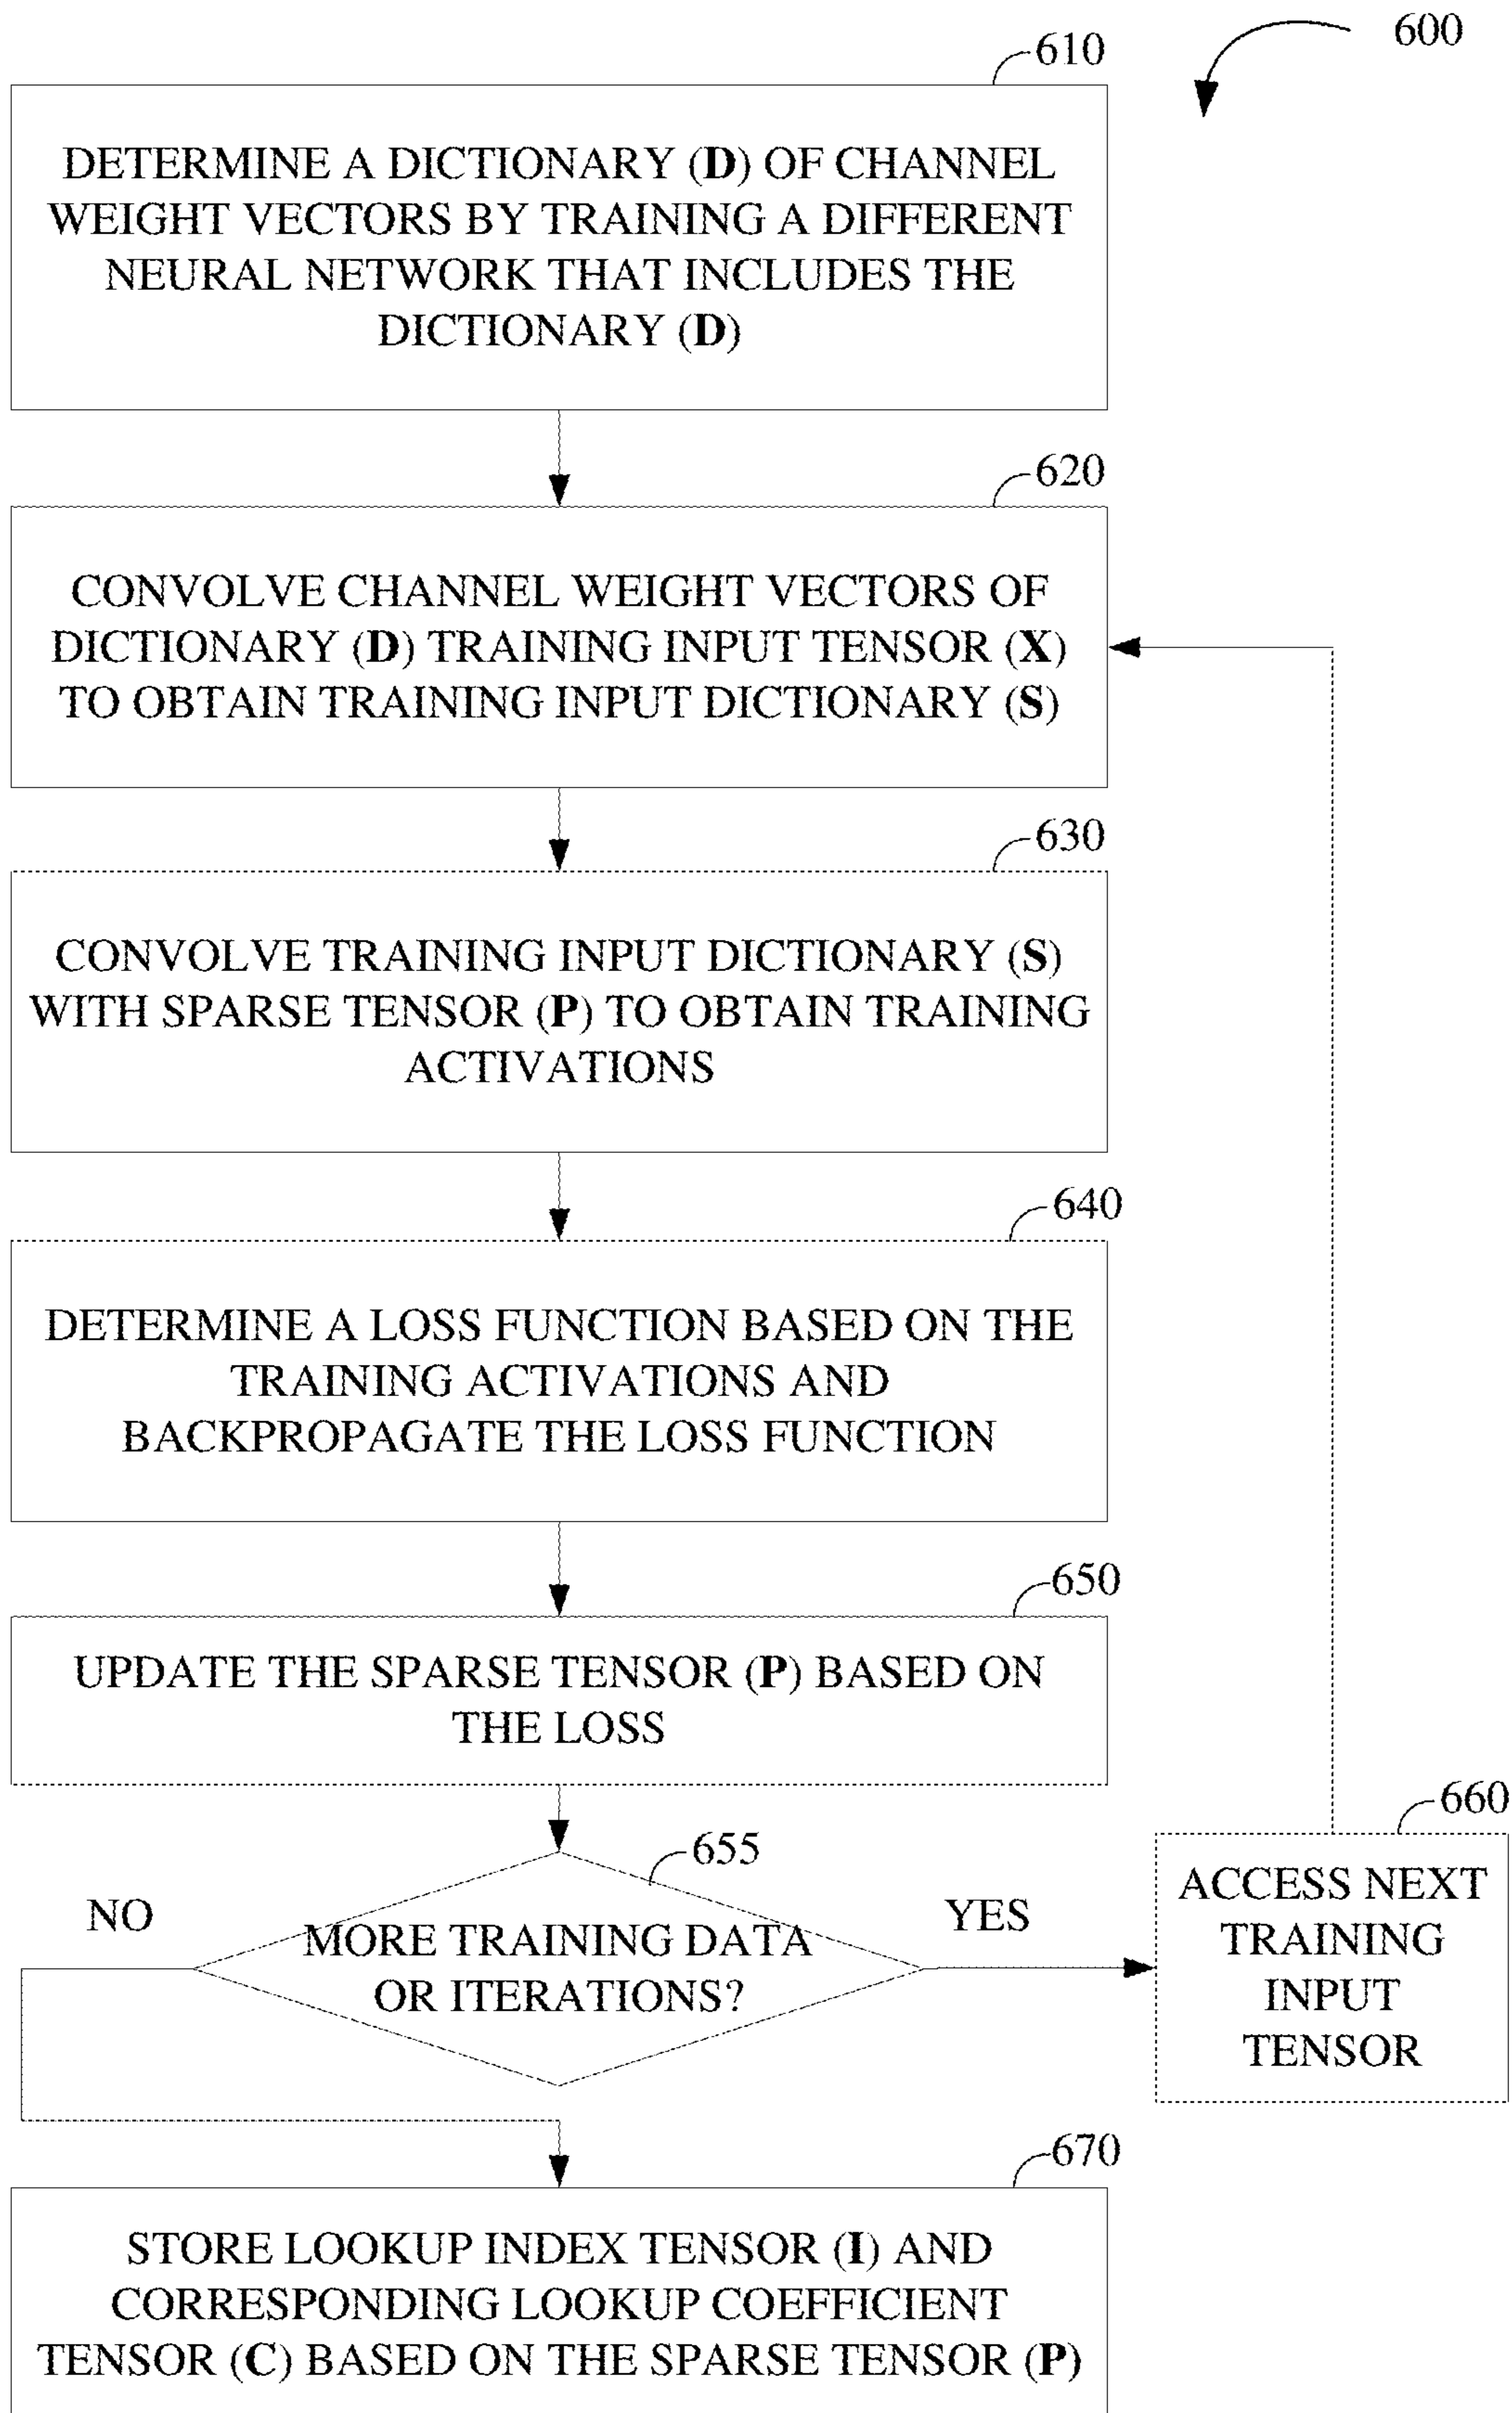 600
610
DETERMINE A DICTIONARY (D) OF CHANNEL
WEIGHT VECTORS BY TRAINING A DIFFERENT
NEURAL NETWORK THAT INCLUDES THE
DICTIONARY (D)
620
CONVOLVE CHANNEL WEIGHT VECTORS OF
DICTIONARY (D) TRAINING INPUT TENSOR (X)
TO OBTAIN TRAINING INPUT DICTIONARY (S)
630
CONVOLVE TRAINING INPUT DICTIONARY (S)
WITH SPARSE TENSOR (P) TO OBTAIN TRAINING
ACTIVATIONS
640
DETERMINE A LOSS FUNCTION BASED ON THE
TRAINING ACTIVATIONS AND
BACKPROPAGATE THE LOSS FUNCTION
650
UPDATE THE SPARSE TENSOR (P) BASED ON
THE LOSS
655
NO
MORE TRAINING DATA
OR ITERATIONS?
YES
660
ACCESS NEXT
TRAINING
INPUT
TENSOR
670
STORE LOOKUP INDEX TENSOR (I) AND
CORRESPONDING LOOKUP COEFFICIENT
TENSOR (C) BASED ON THE SPARSE TENSOR (P)